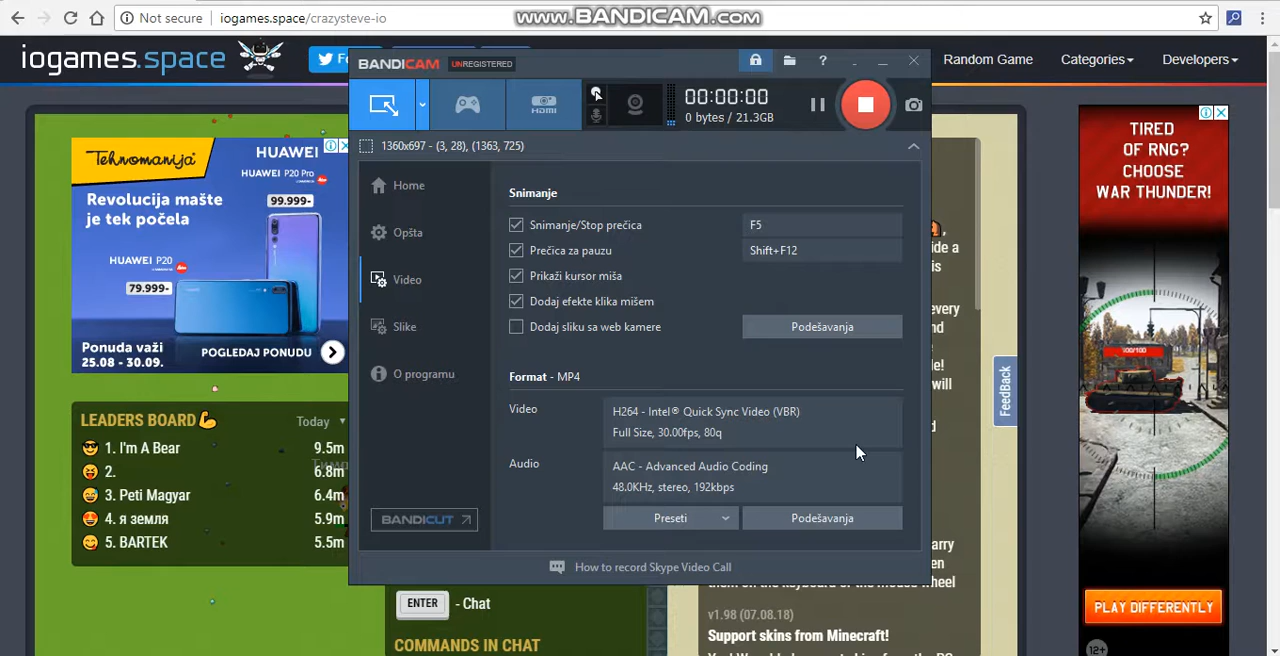 Not secure
iogames.space/crazysteve-io
www.BANDICAM.com
iogames.space
BANDICAM
UNREGISTERED
Random Game
Categories
Developers
HDMI
00:00:00
0 bytes / 21.3GB
1360x697 - (3, 28), (1363, 725)
Home
Opšta
Video
Slike
O programu
BANDICUT
Snimanje
Snimanje/Stop prečica
F5
Prečica za pauzu
Shift+F12
Prikaži kursor miša
Dodaj efekte klika mišem
Dodaj sliku sa web kamere
Podešavanja
Format - MP4
Video
H264 - Intel® Quick Sync Video (VBR)
Full Size, 30.00fps, 80q
Audio
AAC - Advanced Audio Coding
48.0KHz, stereo, 192kbps
Preseti
Podešavanja
How to record Skype Video Call
Tehnomanija
HUAWEI
HUAWEI P20 Pro
99.999-
Revolucija mašte
je tek počela
HUAWEI P20
79.999-
Ponuda važi
25.08 - 30.09.
POGLEDAJ PONUDU
LEADERS BOARD
Today
1. I'm A Bear
9.5m
2.
6.8m
3. Peti Magyar
6.4m
4. я земля
5.9m
5. BARTEK
5.5m
ENTER
- Chat
COMMANDS IN CHAT
v1.98 (07.08.18)
Support skins from Minecraft!
FeedBack
TIRED
OF RNG?
CHOOSE
WAR THUNDER!
100/100
PLAY DIFFERENTLY
12+